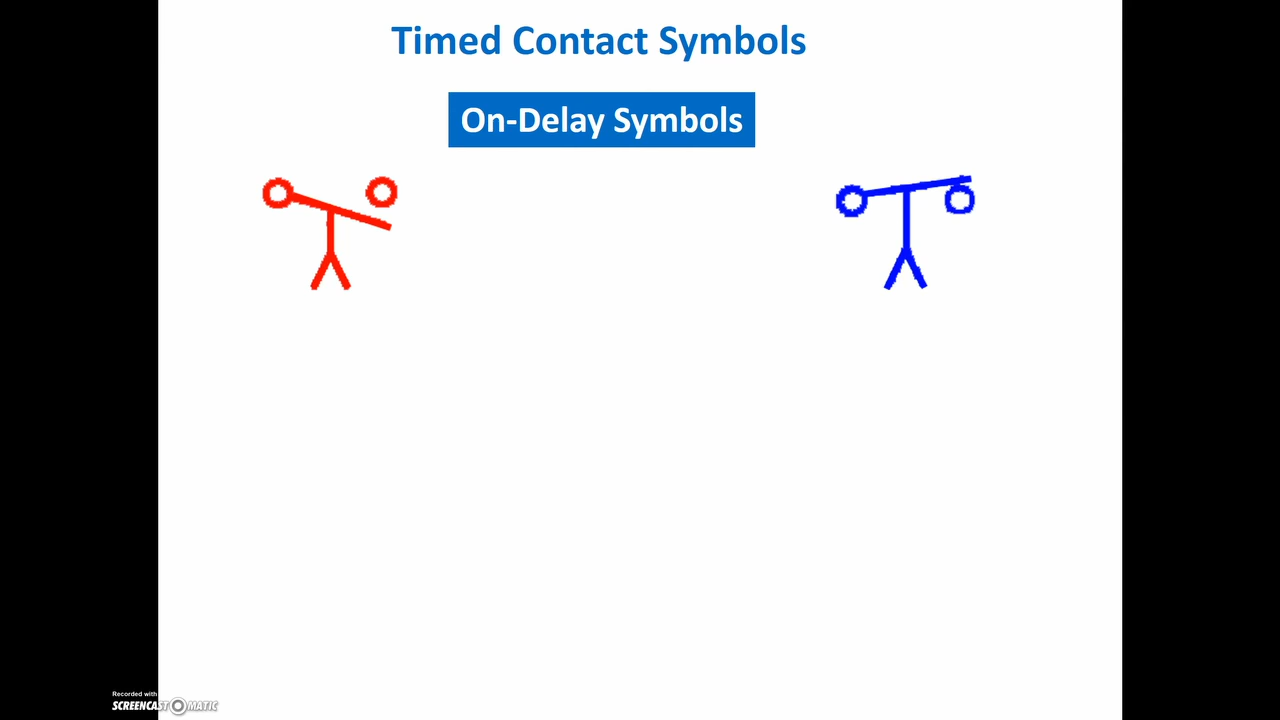 Timed Contact Symbols
On-Delay Symbols
Recorded with
SCREENCAST-O-MATIC